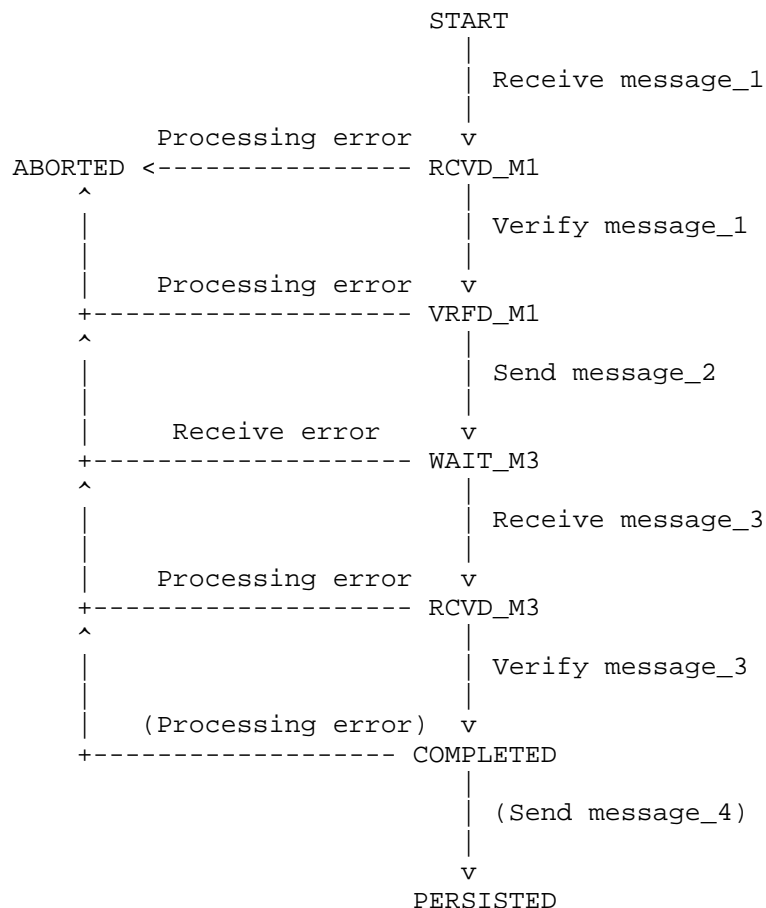 START
Receive message_1
Processing error
ABORTED RCVD_M1
Verify message_1
Processing error
VRFD_M1
Send message_2
Receive error
WAIT_M3
Receive message_3
Processing error
RCVD_M3
Verify message_3
(Processing error)
COMPLETED
(Send message_4)
PERSISTED